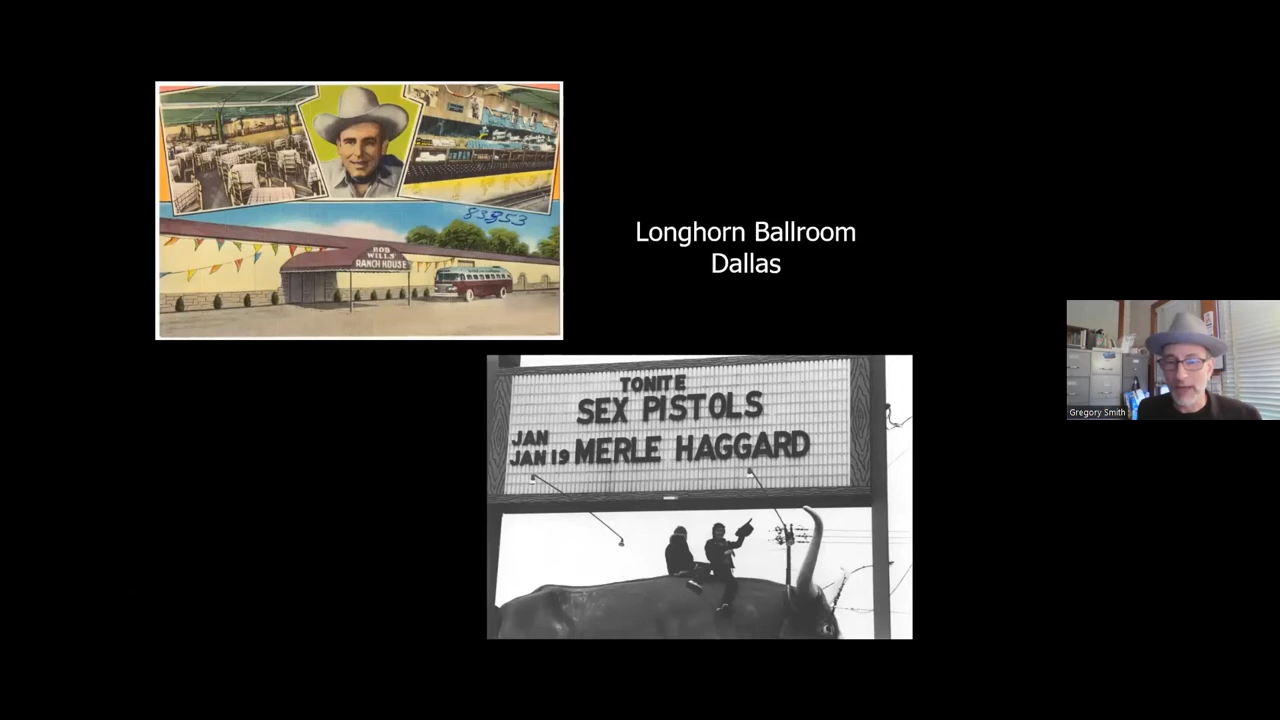 83953
BOB
WILLS'
RANCH HOUSE
Longhorn Ballroom
Dallas
TONITE
SEX PISTOLS
JAN
JAN 19 MERLE HAGGARD
Gregory Smith